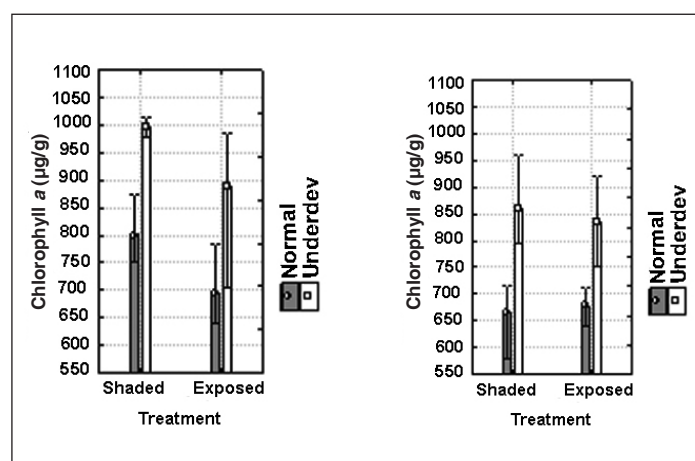 Chlorophyll a (µg/g)
1100
1050
1000
950
900
850
800
750
700
650
600
550
Shaded Exposed
Treatment
Normal
Underdev
Chlorophyll a (µg/g)
1100
1050
1000
950
900
850
800
750
700
650
600
550
Shaded Exposed
Treatment
Normal
Underdev